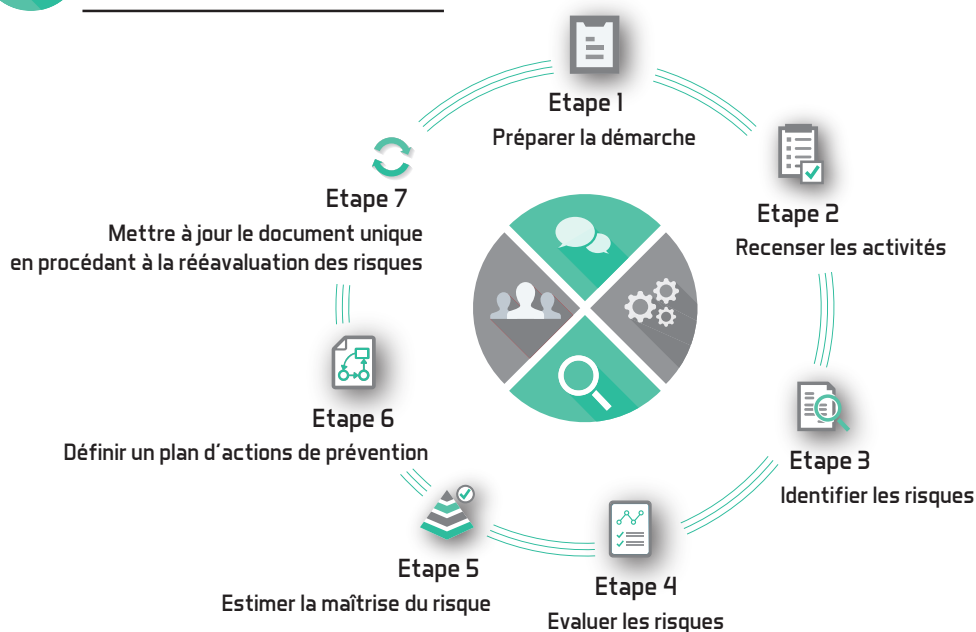 Etape 1
Préparer la démarche
Etape 2
Recenser les activités
Etape 3
Identifier les risques
Etape 4
Evaluer les risques
Etape 5
Estimer la maîtrise du risque
Etape 6
Définir un plan d'actions de prévention
Etape 7
Mettre à jour le document unique
en procédant à la rééavaluation des risques